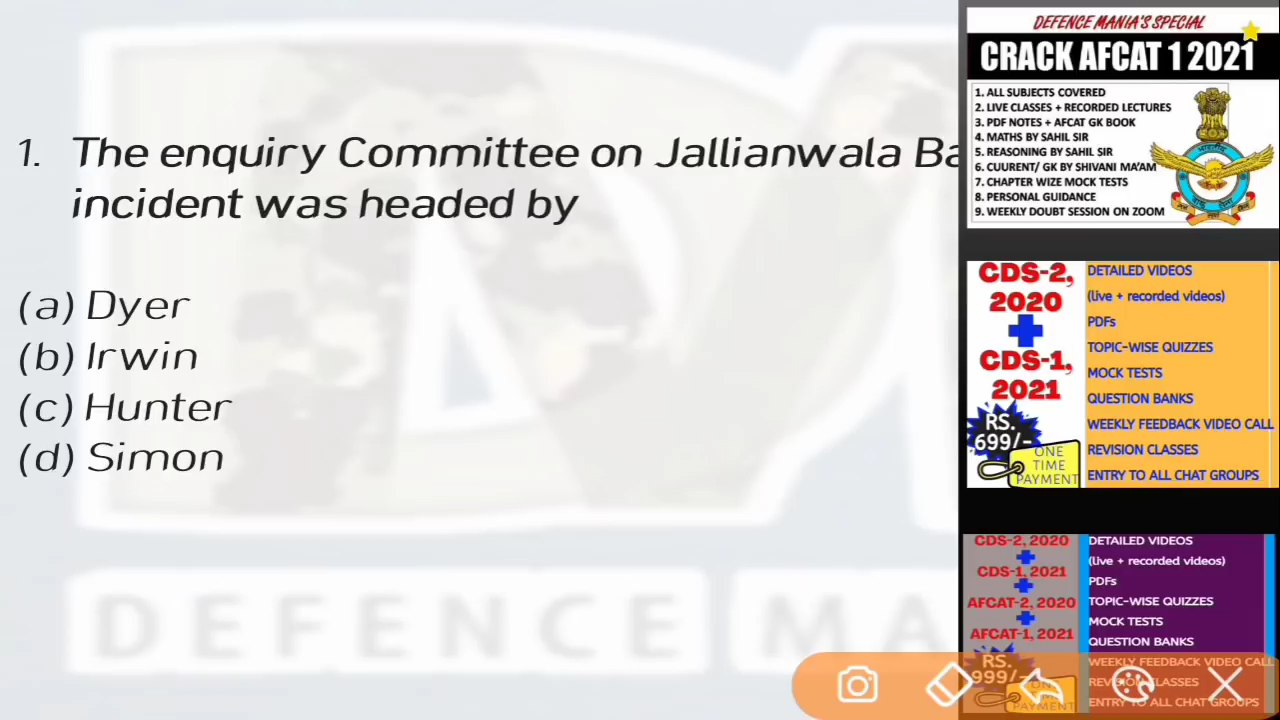 1. The enquiry Committee on Jallianwala Ba
incident was headed by
(a) Dyer
(b) Irwin
(c) Hunter
(d) Simon
DEFENCE MA
DEFENCE MANIA'S SPECIAL
CRACK AFCAT 1 2021
1. ALL SUBJECTS COVERED
2. LIVE CLASSES + RECORDED LECTURES
3. PDF NOTES + AFCAT GK BOOK
4. MATHS BY SAHIL SIR
5. REASONING BY SAHIL SIR
6. CUURENT/ GK BY SHIVANI MA'AM
7. CHAPTER WIZE MOCK TESTS
8. PERSONAL GUIDANCE
9. WEEKLY DOUBT SESSION ON ZOOM
CDS-2,
2020
CDS-1,
2021
RS.
699/-
ONE
TIME
PAYMENT
DETAILED VIDEOS
(live + recorded videos)
PDFs
TOPIC-WISE QUIZZES
MOCK TESTS
QUESTION BANKS
WEEKLY FEEDBACK VIDEO CALL
REVISION CLASSES
ENTRY TO ALL CHAT GROUPS
CDS-2, 2020
CDS-1, 2021
AFCAT-2, 2020
AFCAT-1, 2021
RS.
999/-
PAYMENT
DETAILED VIDEOS
(live + recorded videos)
PDFs
TOPIC-WISE QUIZZES
MOCK TESTS
QUESTION BANKS
WEEKLY FEEDBACK VIDEO CALL
REVISION CLASSES
ENTRY TO ALL CHAT GROUPS